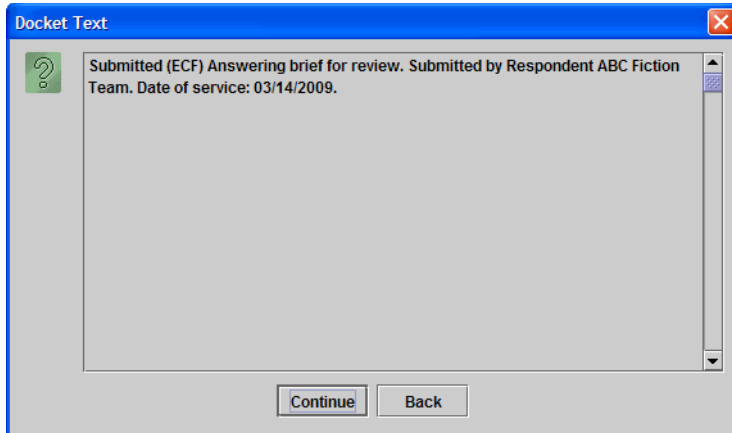 Docket Text
Submitted (ECF) Answering brief for review. Submitted by Respondent ABC Fiction
Team. Date of service: 03/14/2009.
Continue
Back